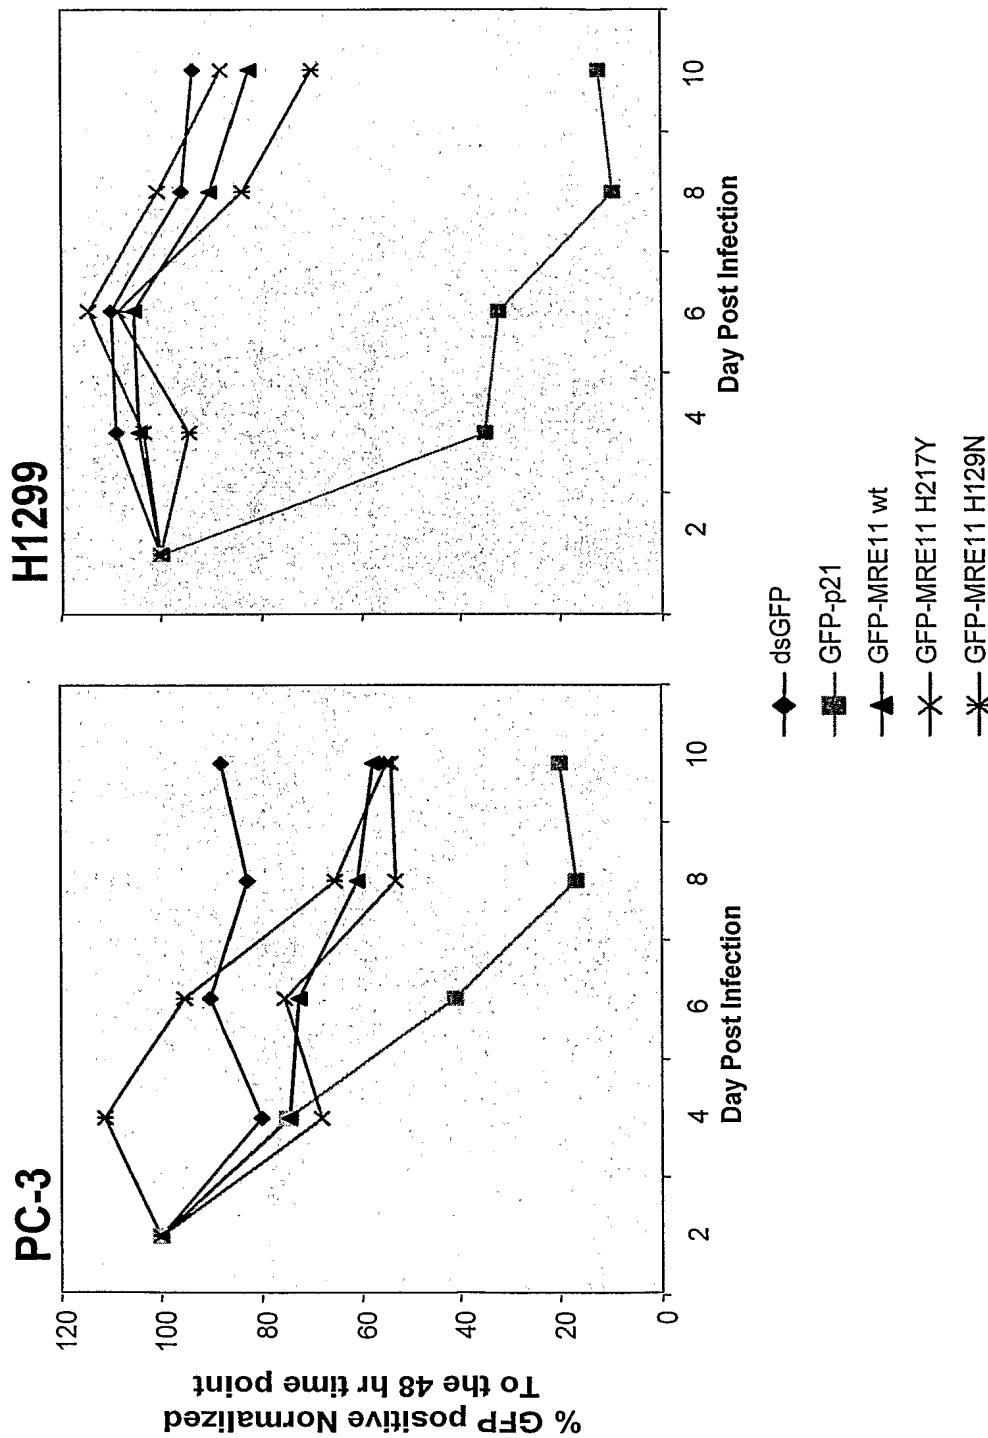 PC-3
H1299
% GFP positive Normalized
To the 48 hr time point
120
100
80
60
40
20
0
2
4
6
8
10
Day Post Infection
2
4
6
8
10
Day Post Infection
dsGFP
GFP-p21
GFP-MRE11 wt
GFP-MRE11 H217Y
GFP-MRE11 H129N